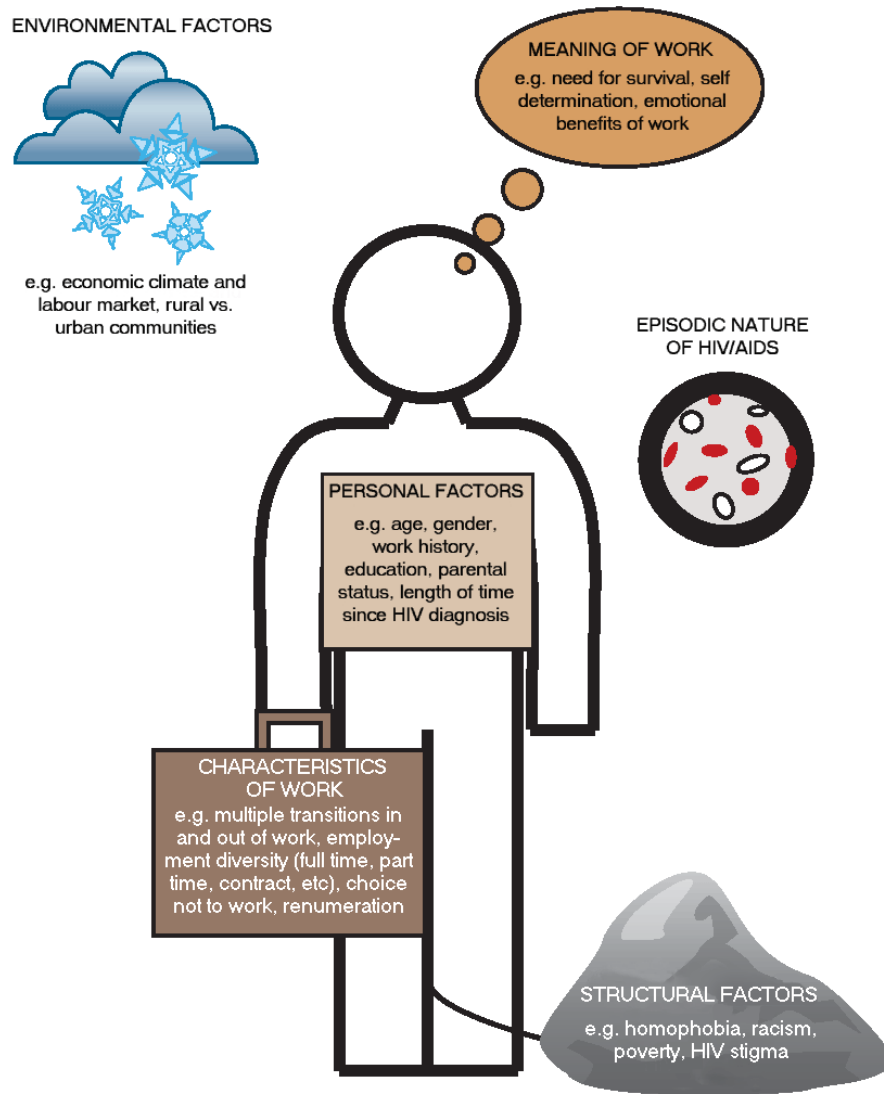 ENVIRONMENTAL FACTORS
e.g. economic climate and
labour market, rural vs.
urban communities
MEANING OF WORK
e.g. need for survival, self
determination, emotional
benefits of work
EPISODIC NATURE
OF HIV/AIDS
PERSONAL FACTORS
e.g. age, gender,
work history,
education, parental
status, length of time
since HIV diagnosis
CHARACTERISTICS
OF WORK
e.g. multiple transitions in
and out of work, employ-
ment diversity (full time, part
time, contract, etc), choice
not to work, renumeration
STRUCTURAL FACTORS
e.g. homophobia, racism,
poverty, HIV stigma